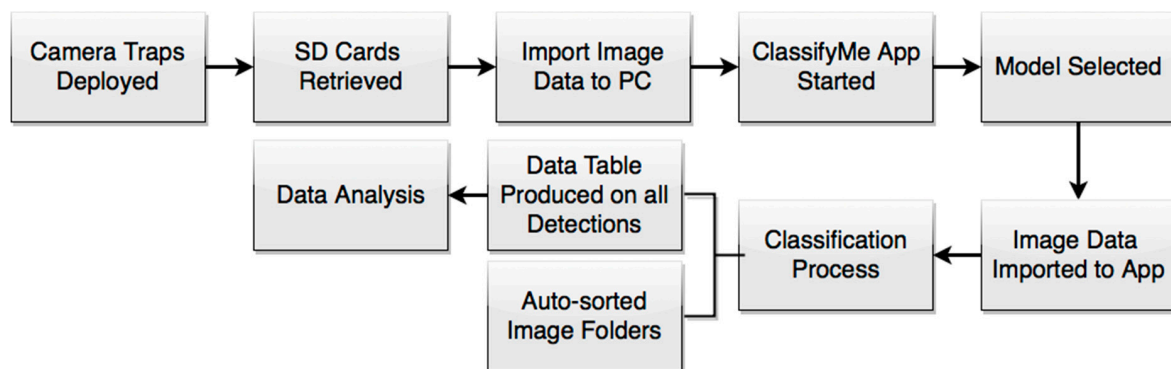 Camera Traps
Deployed
SD Cards
Retrieved
Import Image
Data to PC
ClassifyMe App
Started
Model Selected
Image Data
Imported to App
Classification
Process
Data Table
Produced on all
Detections
Data Analysis
Auto-sorted
Image Folders